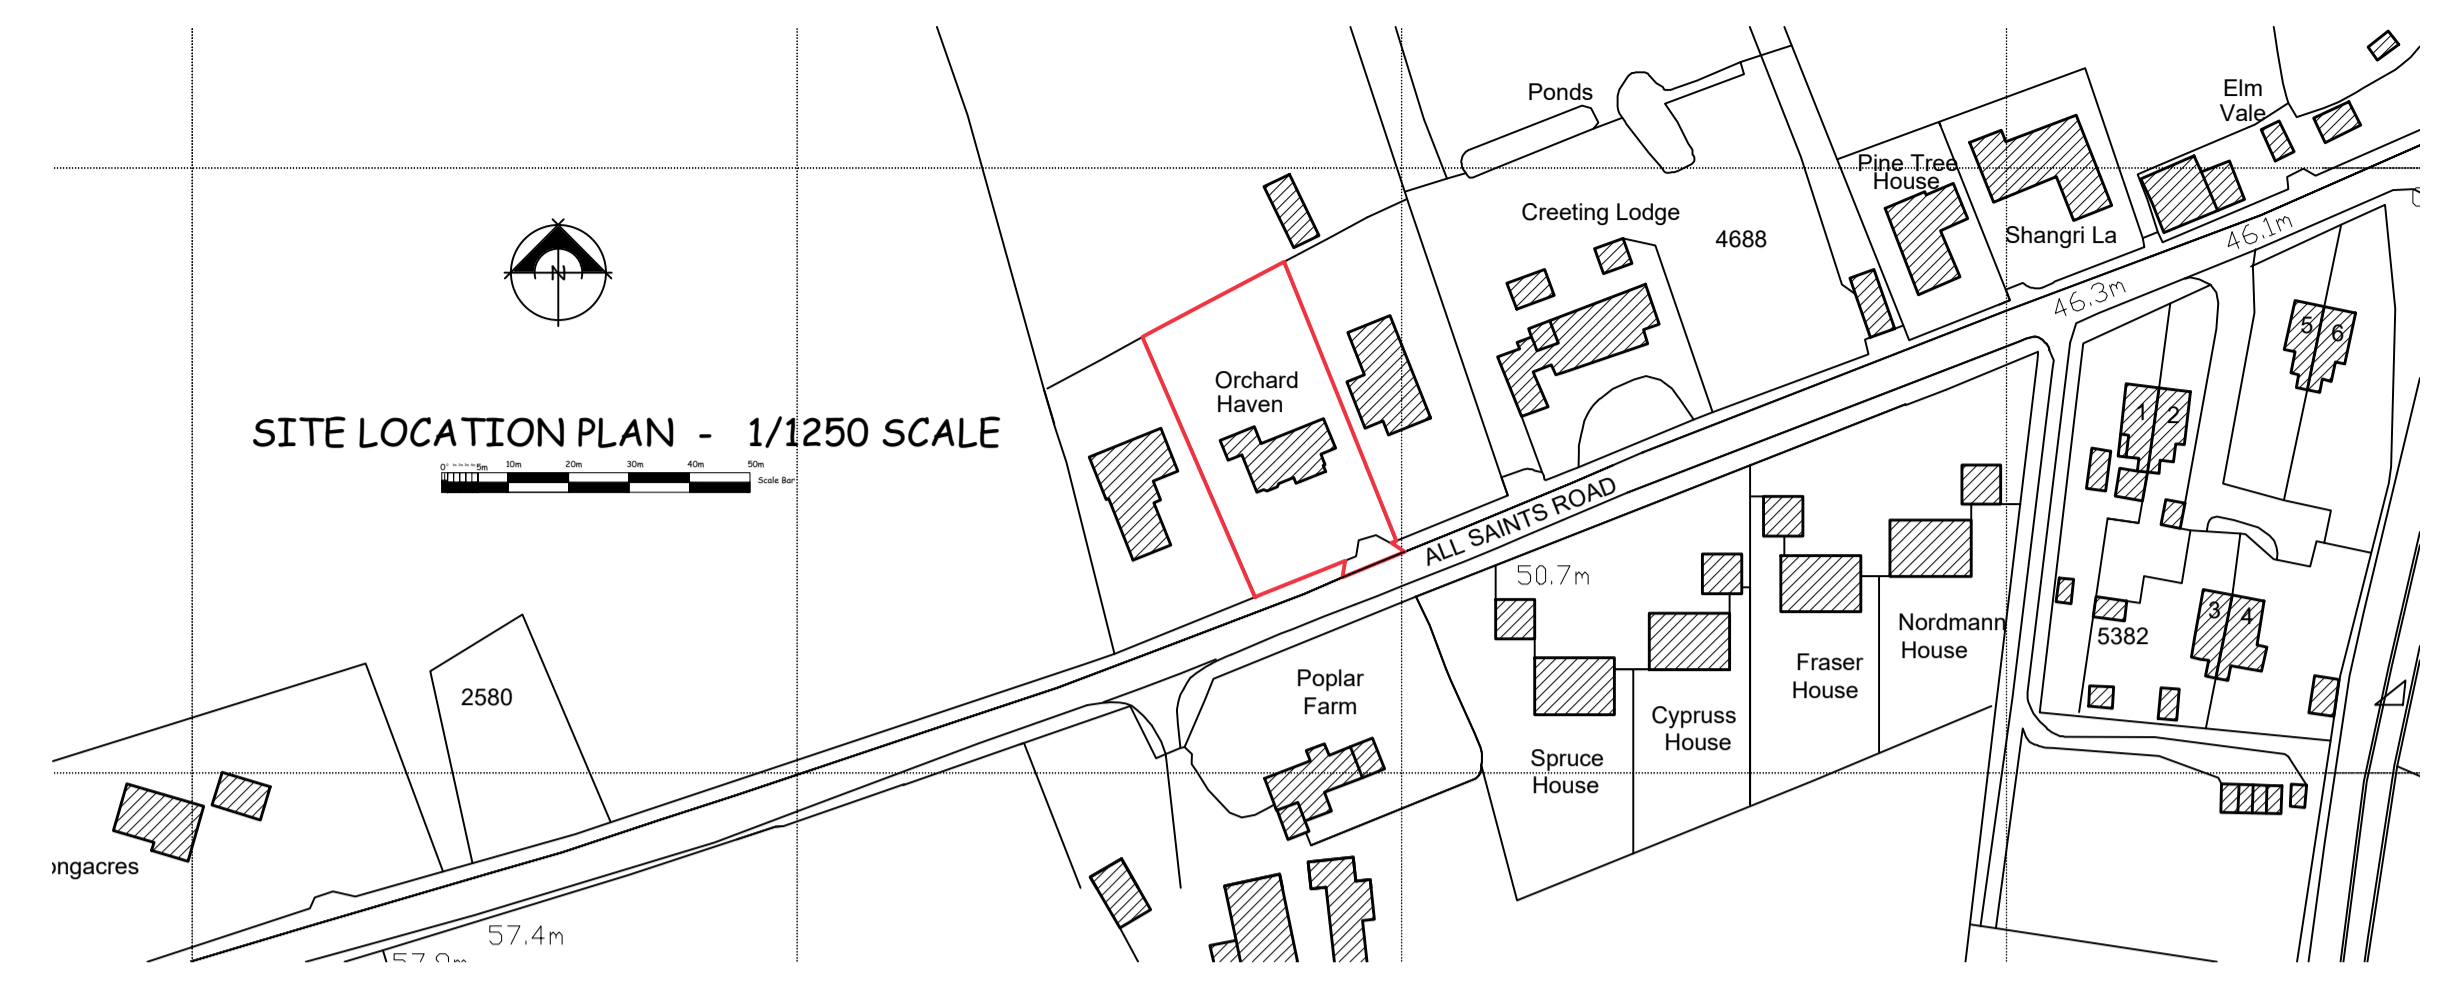 Ponds
Elm
Vale
Pine Tree
House
Creeting Lodge
4688
Shangri La
46.1m
46.3m
N
5
6
Orchard
Haven
SITE LOCATION PLAN - 1/1250 SCALE
0 5m 10m 20m 30m 40m 50m
Scale Bar
1
2
ALL SAINTS ROAD
50.7m
Nordmann
House
3
4
5382
Fraser
House
Poplar
Farm
2580
Cypruss
House
Spruce
House
ongacres
57.4m